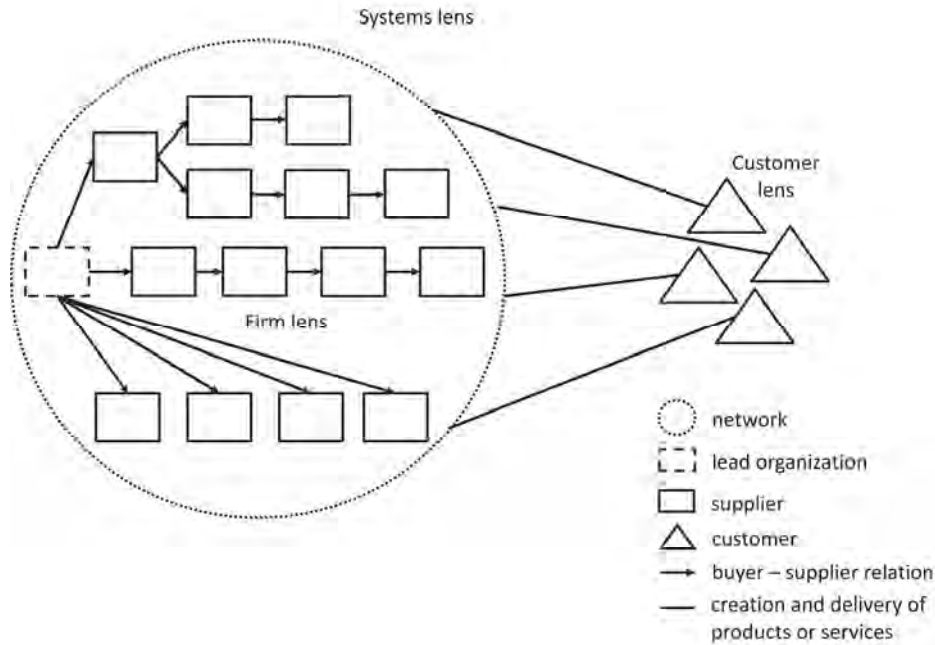 Systems lens
Customer
lens
Firm lens
network
lead organization
supplier
customer
buyer – supplier relation
creation and delivery of
products or services